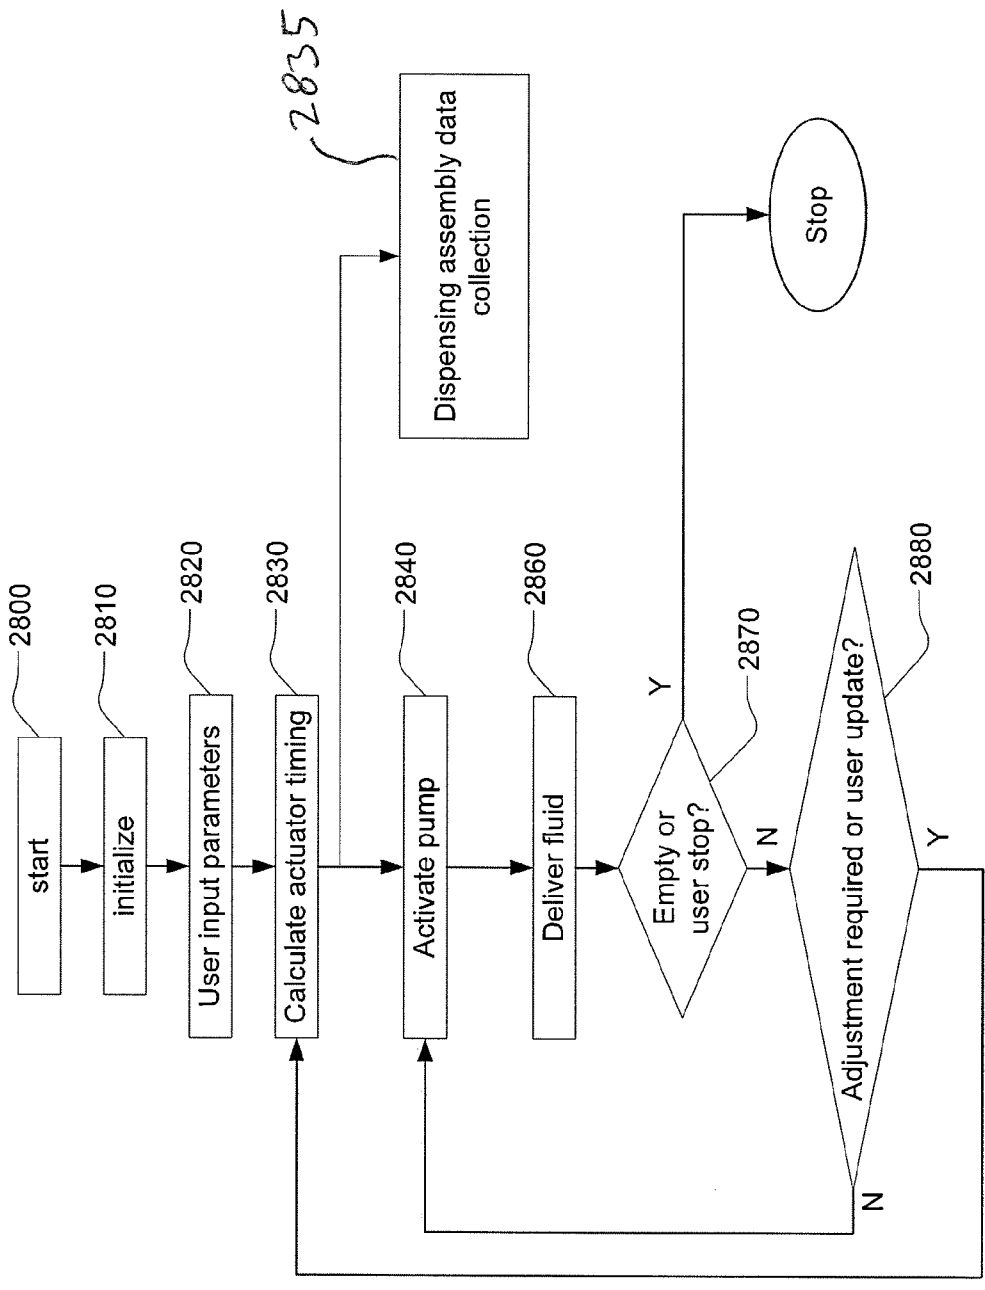 start
2800
initialize
2810
User input parameters
2820
Calculate actuator timing
2830
2835
Dispensing assembly data
collection
Activate pump
2840
Deliver fluid
2860
Empty or
user stop?
2870
Y
Stop
N
Adjustment required or user update?
2880
N
Y